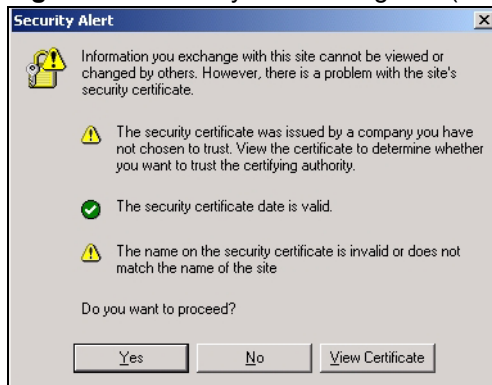 Security Alert
Information you exchange with this site cannot be viewed or
changed by others. However, there is a problem with the site's
security certificate.
The security certificate was issued by a company you have
not chosen to trust. View the certificate to determine whether
you want to trust the certifying authority.
The security certificate date is valid.
The name on the security certificate is invalid or does not
match the name of the site
Do you want to proceed?
Yes No View Certificate